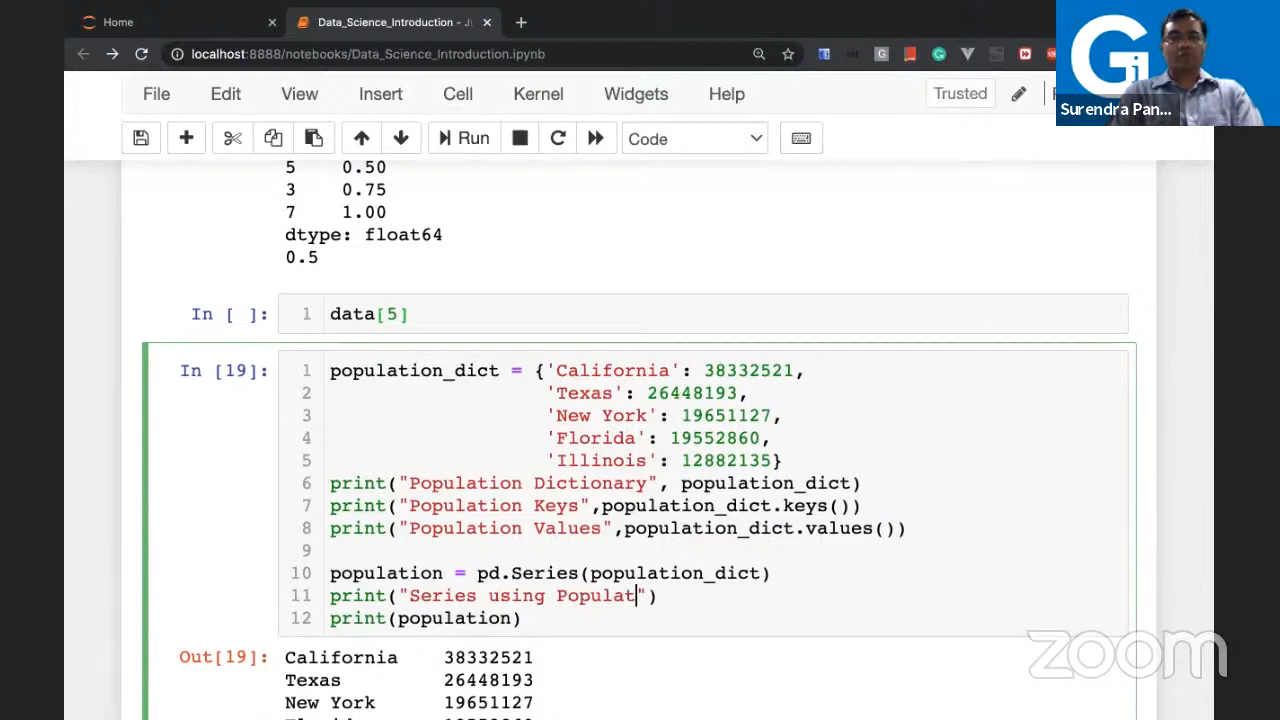 Home
Data_Science_Introduction - Ju
localhost:8888/notebooks/Data_Science_Introduction.ipynb
Surendra Pan...
File Edit View Insert Cell Kernel Widgets Help Trusted
Run Code
5 0.50
3 0.75
7 1.00
dtype: float64
0.5
In [ ]: 1 data[5]
In [19]: 1 population_dict = {'California': 38332521,
2 'Texas': 26448193,
3 'New York': 19651127,
4 'Florida': 19552860,
5 'Illinois': 12882135}
6 print("Population Dictionary", population_dict)
7 print("Population Keys",population_dict.keys())
8 print("Population Values",population_dict.values())
9
10 population = pd.Series(population_dict)
11 print("Series using Populat")
12 print(population)
Out[19]: California 38332521
Texas 26448193
New York 19651127
zoom